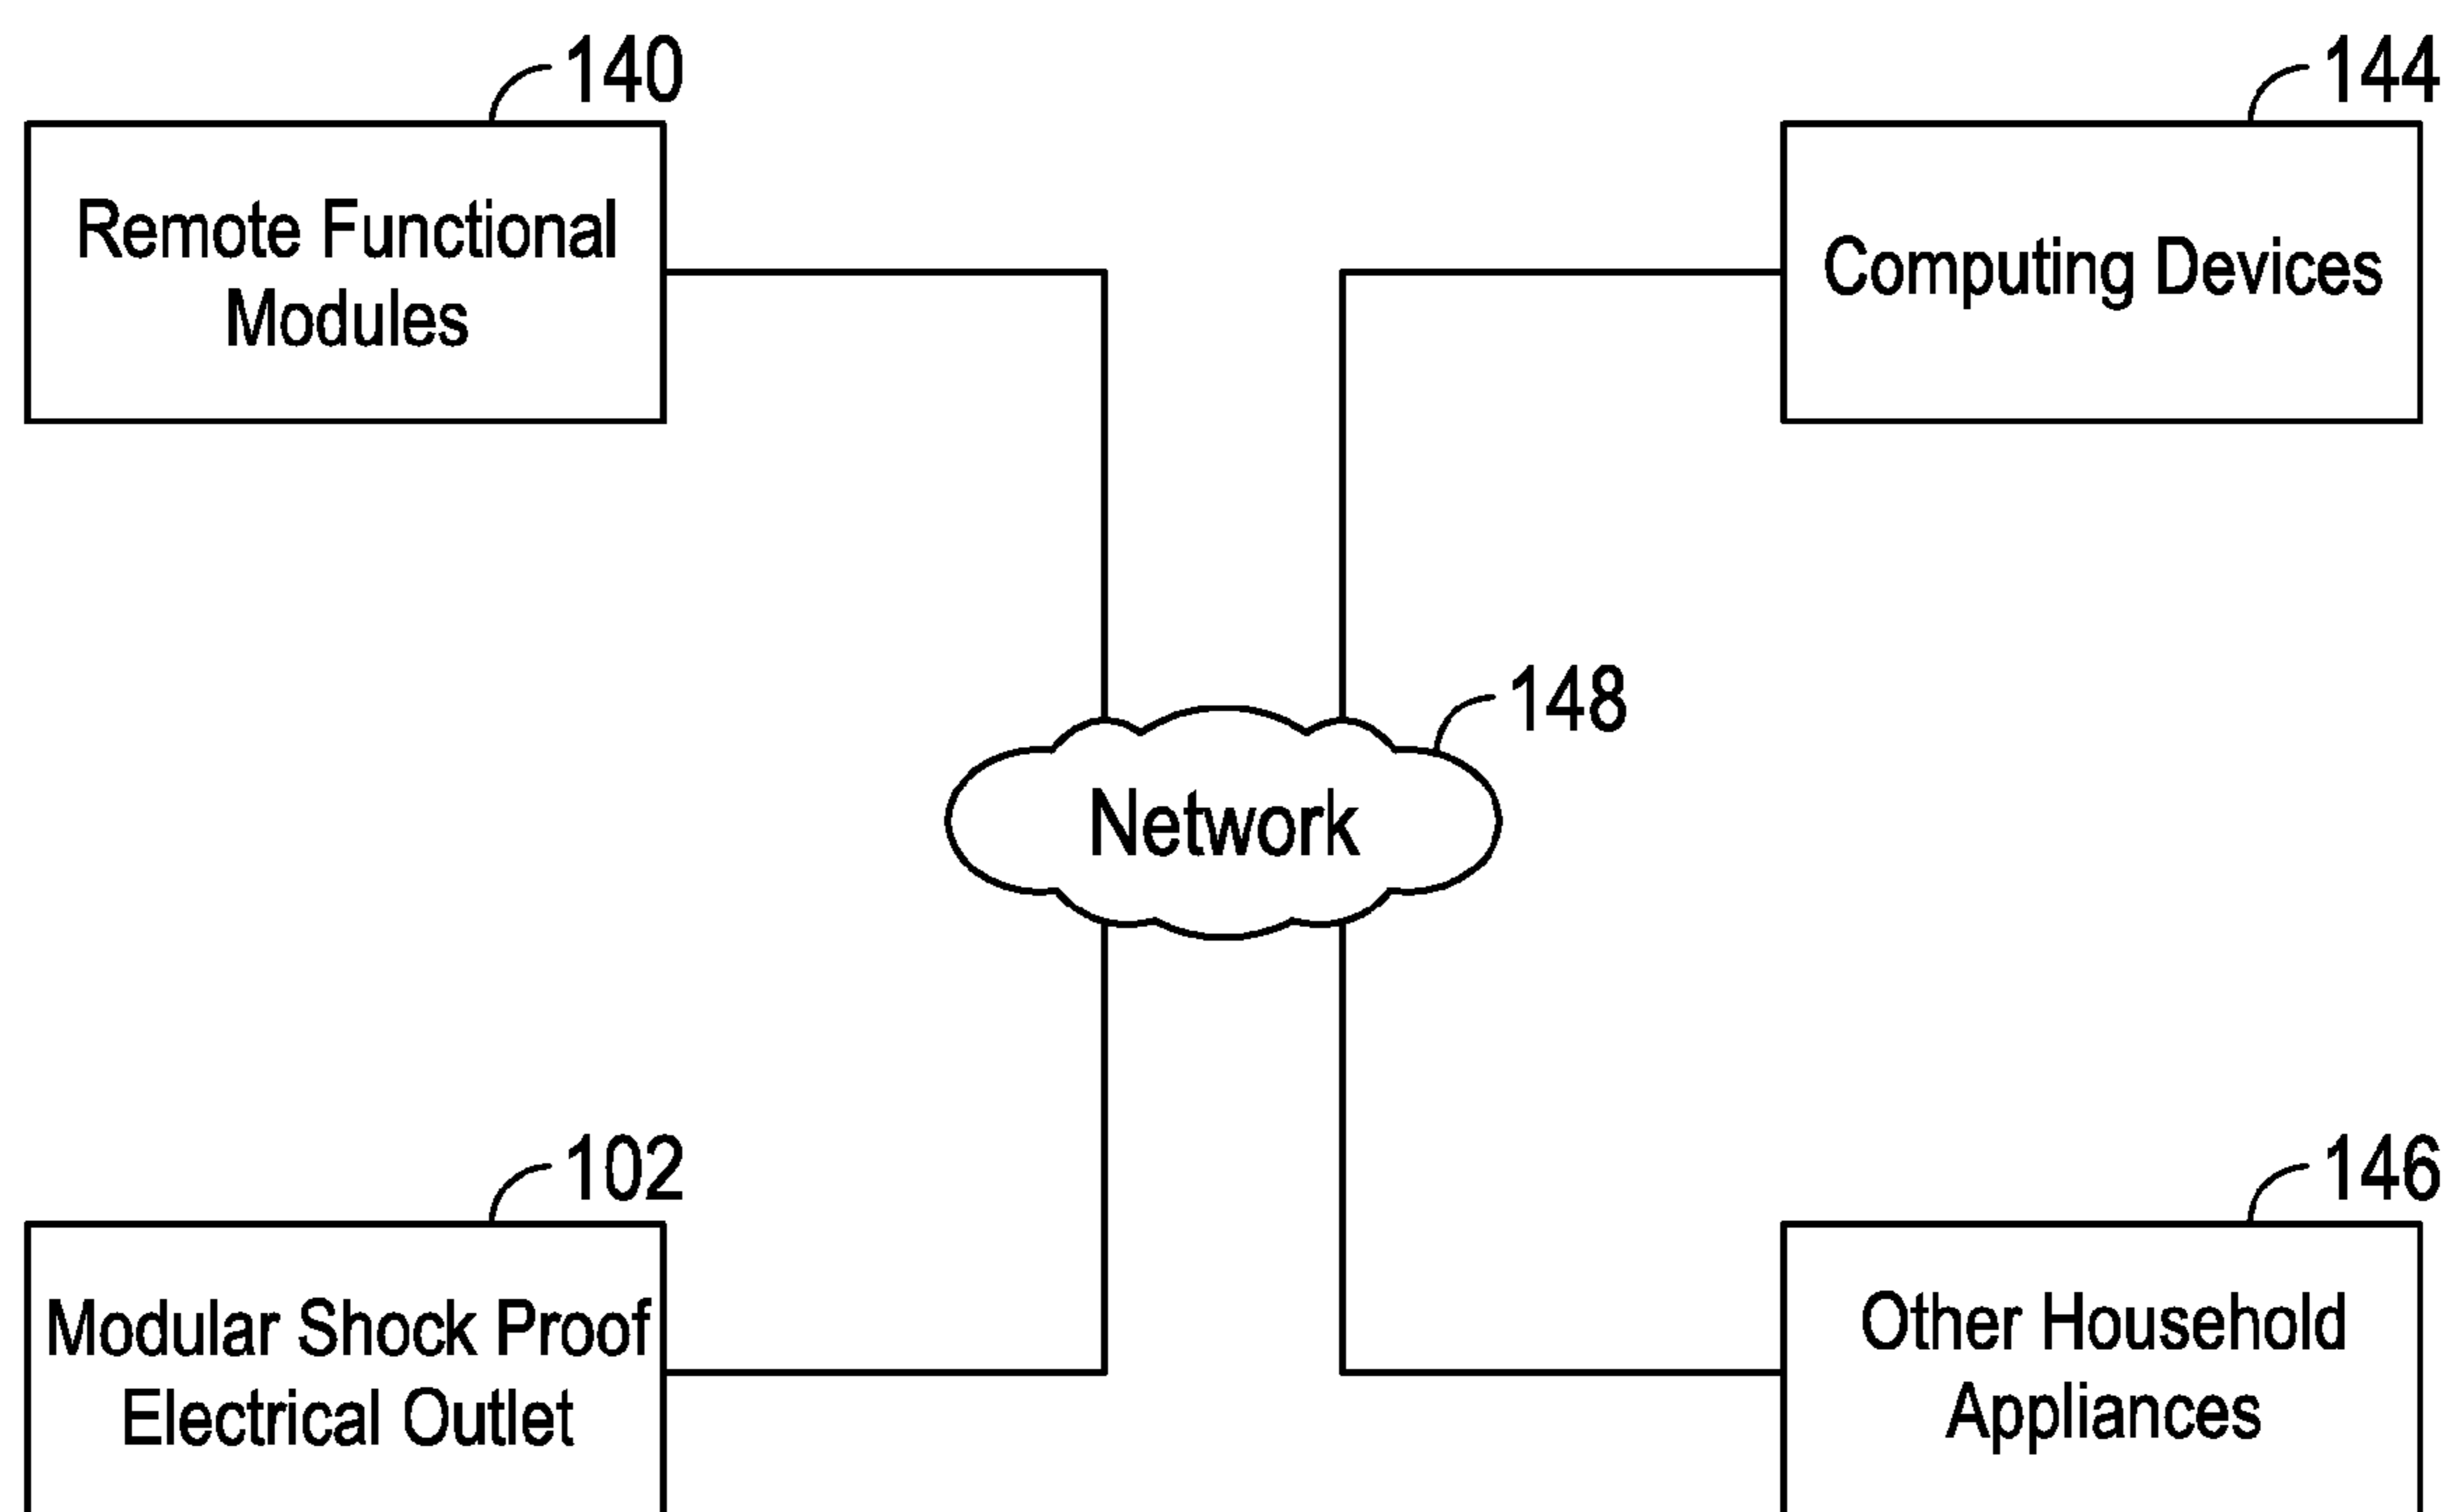 140
144
Remote Functional
Modules
Computing Devices
148
Network
102
146
Modular Shock Proof
Electrical Outlet
Other Household
Appliances